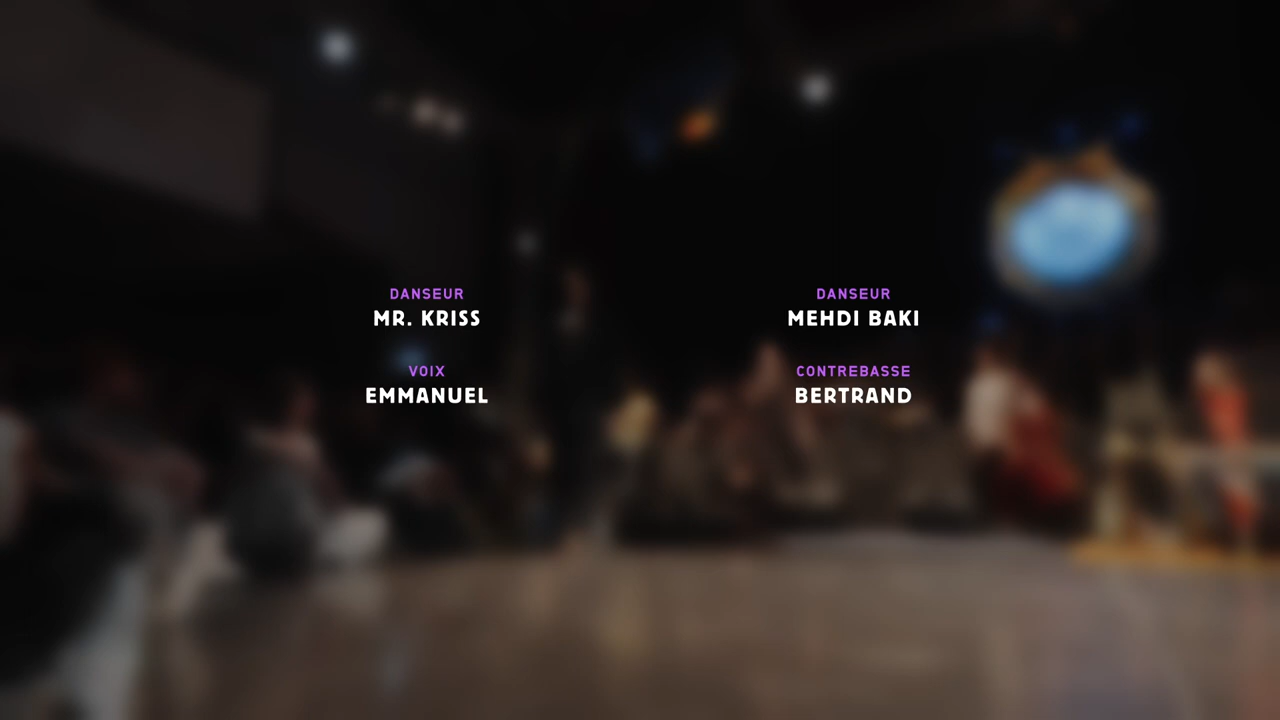 DANSEUR
MR. KRISS
VOIX
EMMANUEL
DANSEUR
MEHDI BAKI
CONTREBASSE
BERTRAND